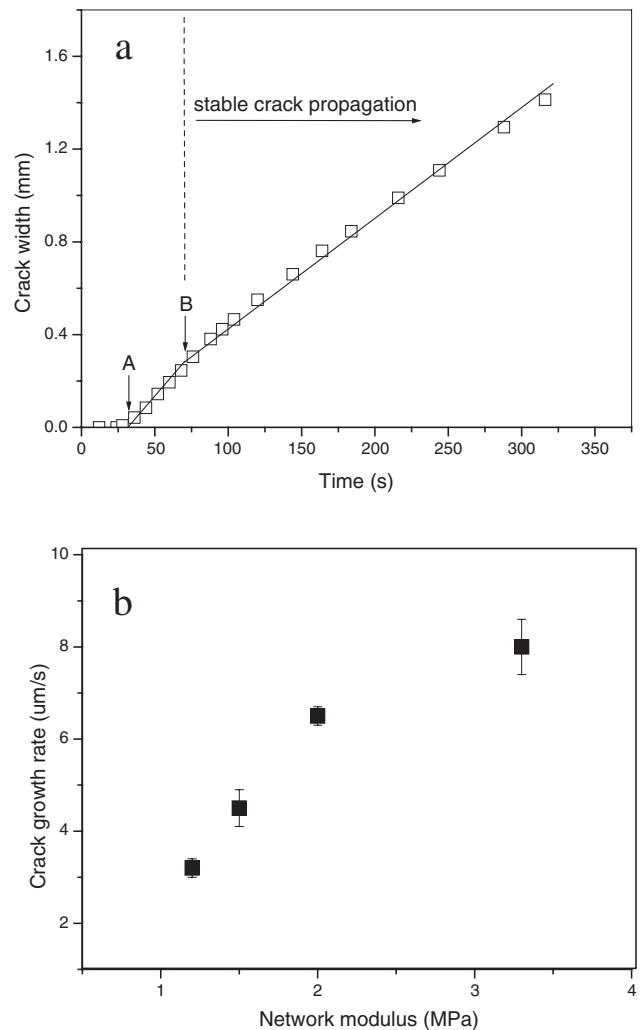 a
1.6
stable crack propagation
1.2
Crack width (mm)
0.8
B
0.4
A
0.0
0 50 100 150 200 250 300 350
Time (s)
10
b
8
Crack growth rate (um/s)
6
4
2
1 2 3 4
Network modulus (MPa)